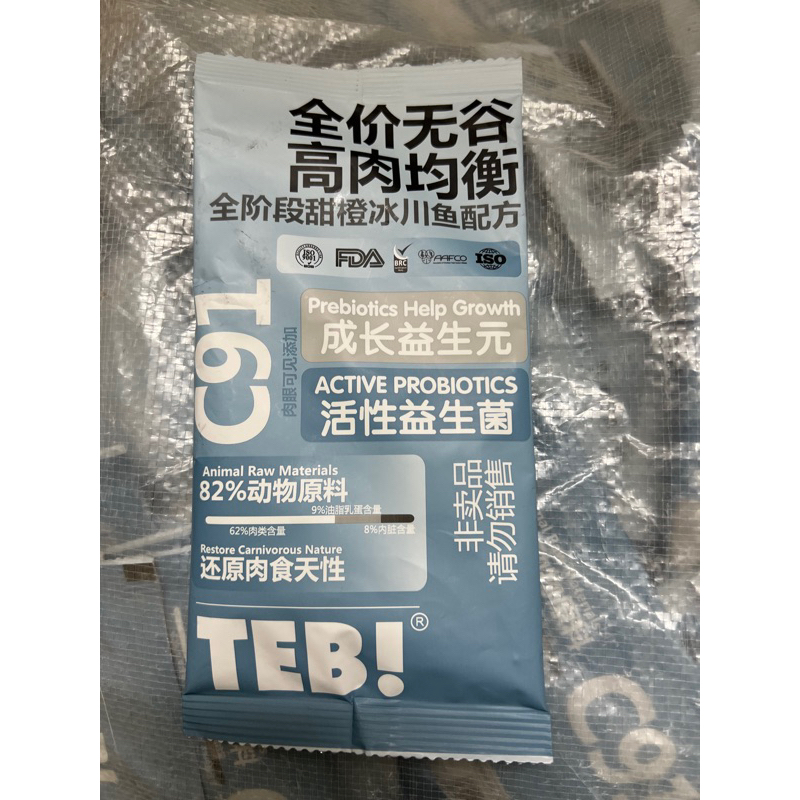 全价无谷
高肉均衡
全阶段甜橙冰川鱼配方
ISO
9001
FDA
BRC
AAFCO
ISO
C91
肉眼可见添加
Prebiotics Help Growth
成长益生元
ACTIVE PROBIOTICS
活性益生菌
Animal Raw Materials
82%动物原料
9%油脂乳蛋含量
62%肉类含量
8%内脏含量
Restore Carnivorous Nature
还原肉食天性
非卖品
请勿销售
TEB!®
C91